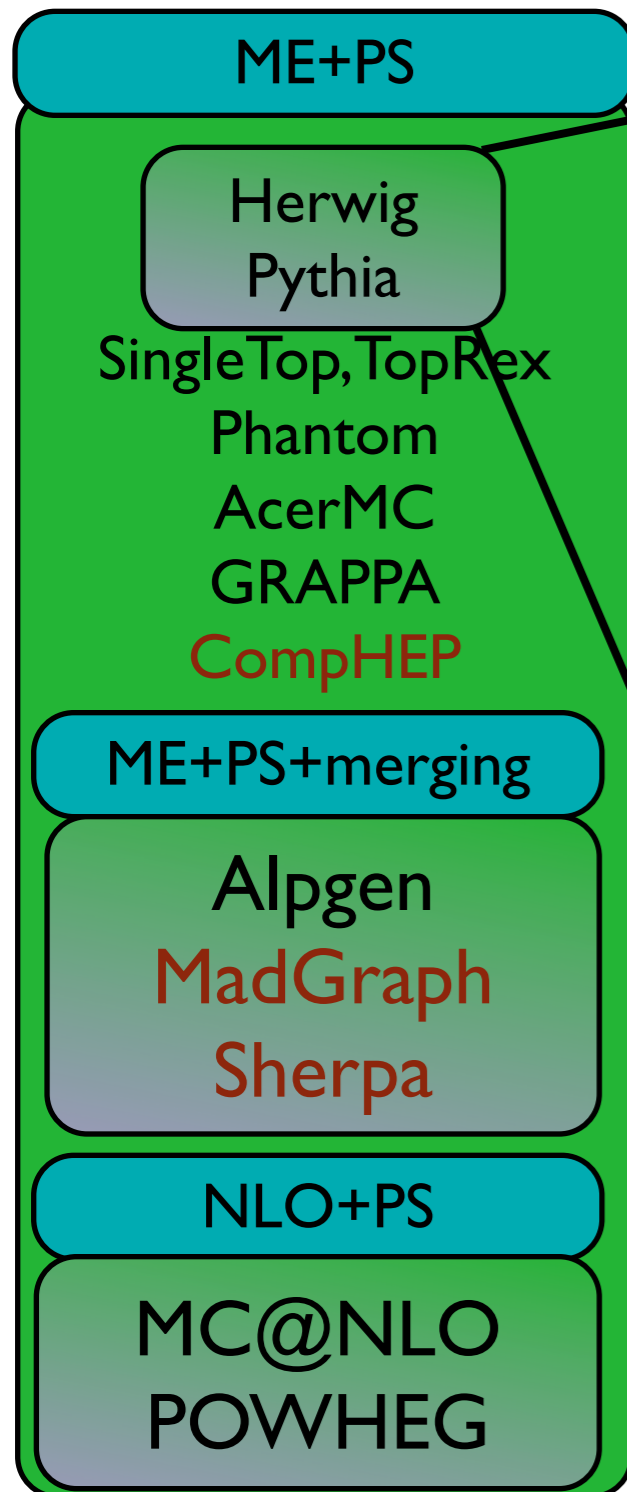 ME+PS
Herwig
Pythia
SingleTop, TopRex
Phantom
AcerMC
GRAPPA
CompHEP
ME+PS+merging
Alpgen
MadGraph
Sherpa
NLO+PS
MC@NLO
POWHEG